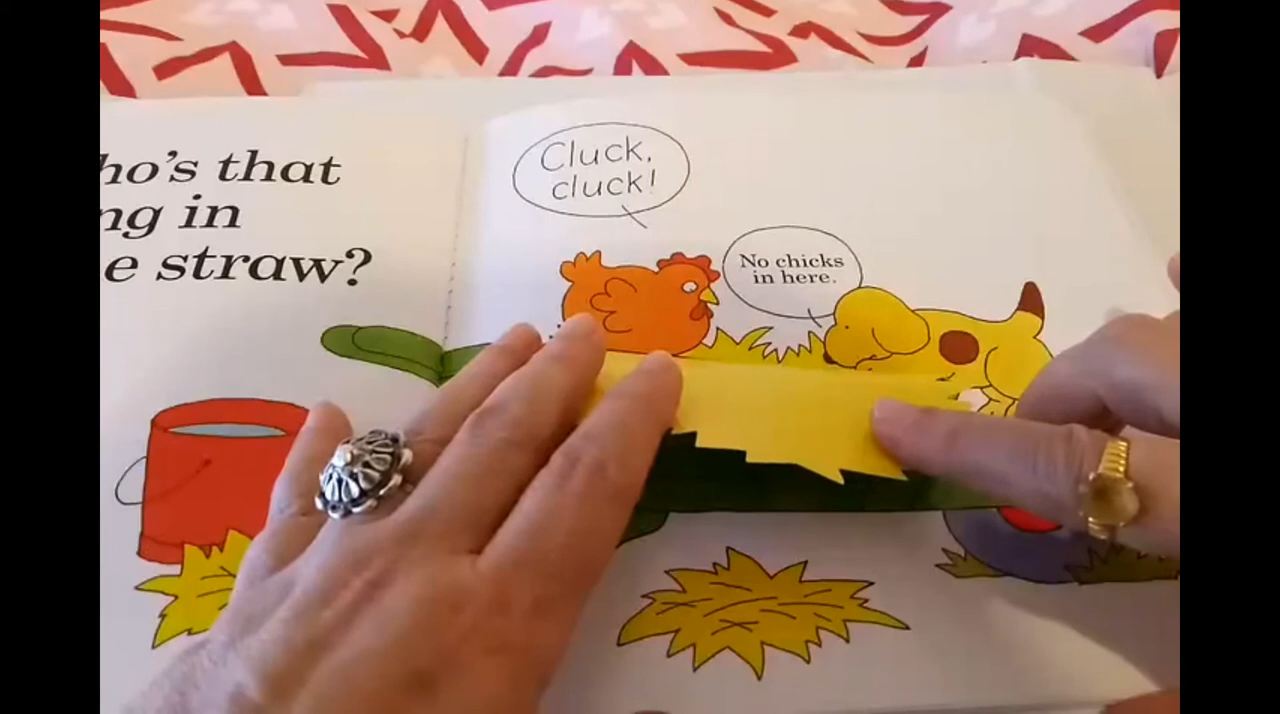 ho's that
ng in
e straw?
Cluck,
cluck!
No chicks
in here.